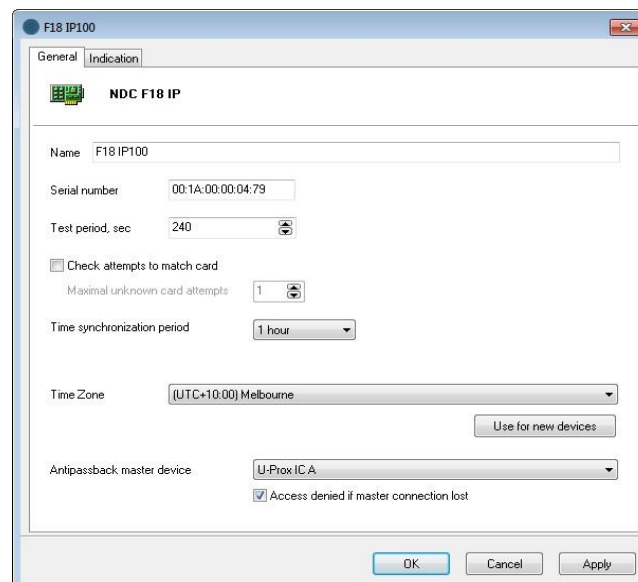 F18 IP100
General Indication
NDC F18 IP
Name F18 IP100
Serial number 00:1A:00:00:04:79
Test period, sec 240
Check attempts to match card
Maximal unknown card attempts 1
Time synchronization period 1 hour
Time Zone (UTC+10:00) Melbourne
Use for new devices
Antipassback master device U-Prox IC A
Access denied if master connection lost
OK Cancel Apply